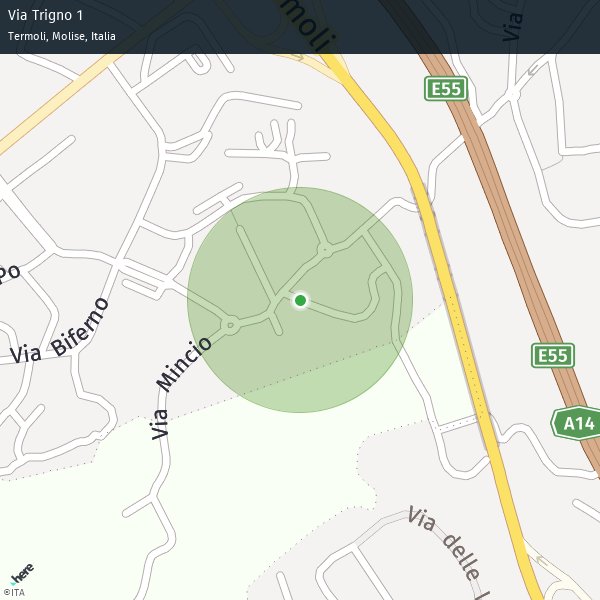 Via Trigno 1
Termoli, Molise, Italia
moli
Via
E55
Po
Via Biferno
Via Mincio
E55
A14
Via delle
here
©ITA